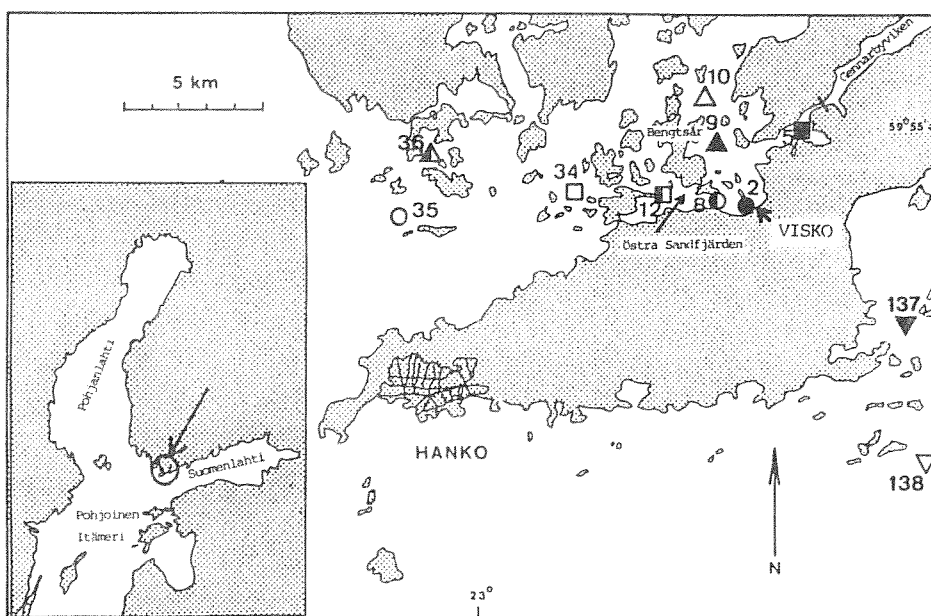 5 km
10
Gennarbyviken
Bengtsår
9
59°55'
5
36
34
35
12
8
2
VISKO
Östra Sandfjärden
137
HANKO
138
N
23°
Pohjanlahti
Suomenlahti
Pohjoinen
Itämeri